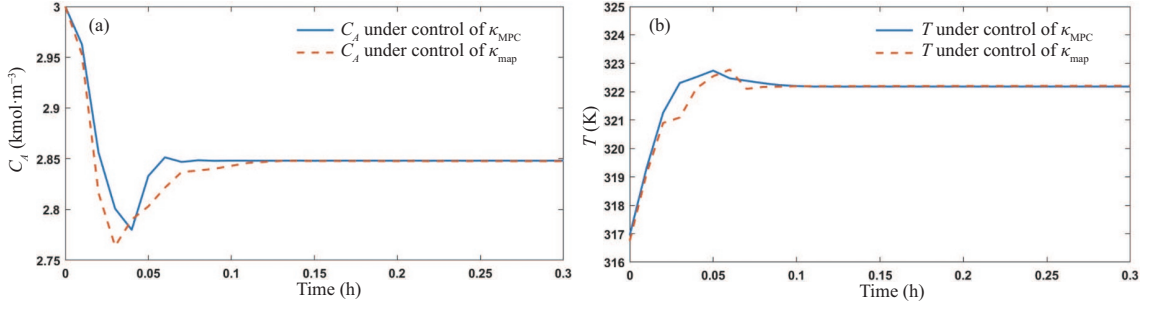 (a)
C_A under control of κ_MPC
C_A under control of κ_map
C_A (kmol·m⁻³)
3
2.95
2.9
2.85
2.8
2.75
0 0.05 0.1 0.15 0.2 0.25 0.3
Time (h)
(b)
T under control of κ_MPC
T under control of κ_map
T (K)
325
324
323
322
321
320
319
318
317
316
0 0.05 0.1 0.15 0.2 0.25 0.3
Time (h)